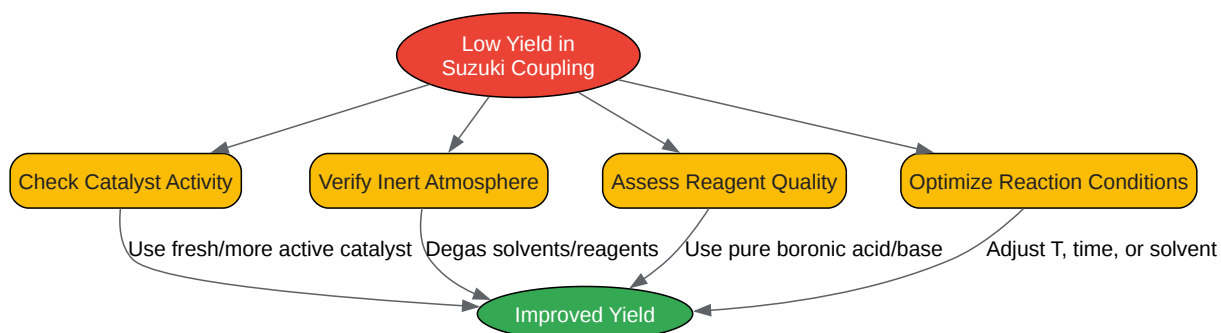 Low Yield in
Suzuki Coupling
Check Catalyst Activity
Verify Inert Atmosphere
Assess Reagent Quality
Optimize Reaction Conditions
Use fresh/more active catalyst
Degas solvents/reagents
Use pure boronic acid/base
Adjust T, time, or solvent
Improved Yield